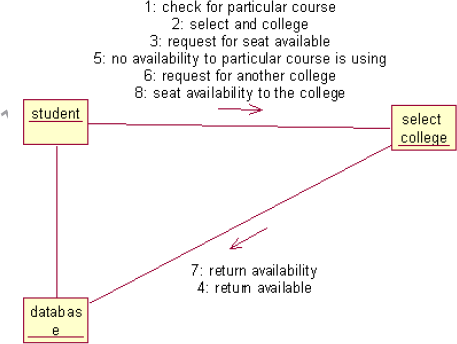 1: check for particular course
2: select and college
3: request for seat available
5: no availability to particular course is using
6: request for another college
8: seat availability to the college
student
select
college
7: return availability
4: return available
databas
e